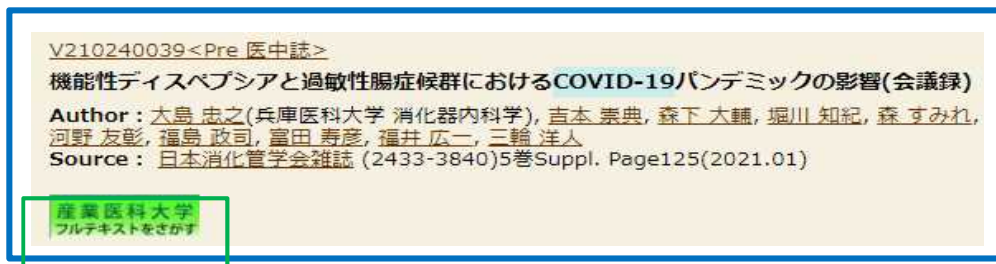 V210240039<Pre 医中誌>
機能性ディスペプシアと過敏性腸症候群におけるCOVID-19パンデミックの影響(会議録)
Author：大島 忠之(兵庫医科大学 消化器内科学), 吉本 崇典, 森下 大輔, 堀川 知紀, 森 すみれ,
河野 友彰, 福島 政司, 富田 寿彦, 福井 広一, 三輪 洋人
Source： 日本消化管学会雑誌 (2433-3840)5巻Suppl. Page125(2021.01)
産業医科大学
フルテキストをさがす